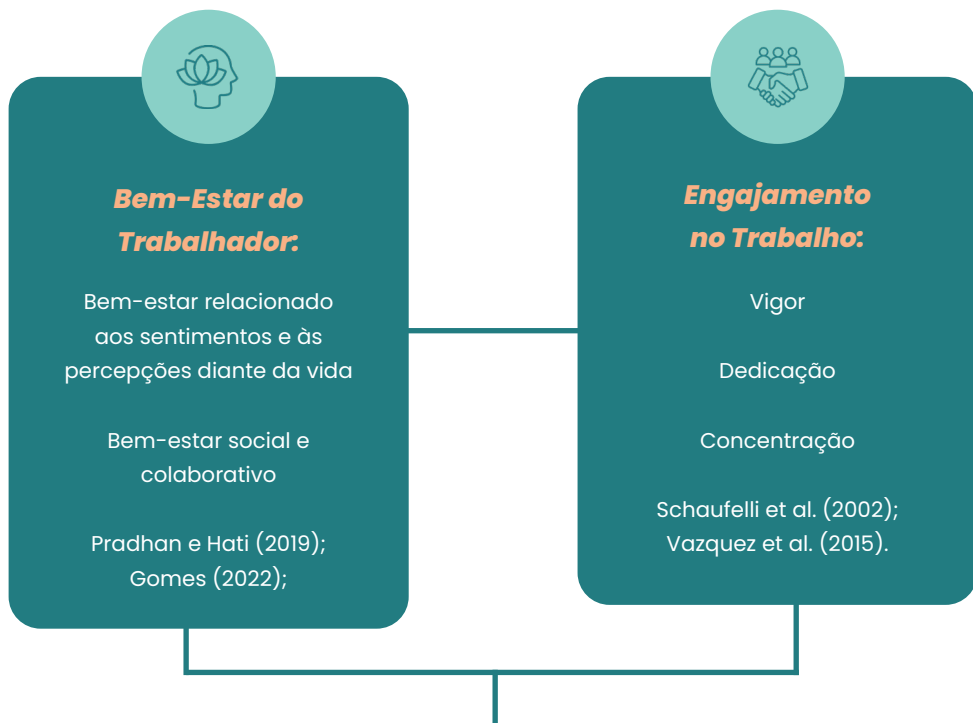 Bem-Estar do
Trabalhador:
Bem-estar relacionado
aos sentimentos e às
percepções diante da vida
Bem-estar social e
colaborativo
Pradhan e Hati (2019);
Gomes (2022);
Engajamento
no Trabalho:
Vigor
Dedicação
Concentração
Schaufelli et al. (2002);
Vazquez et al. (2015).